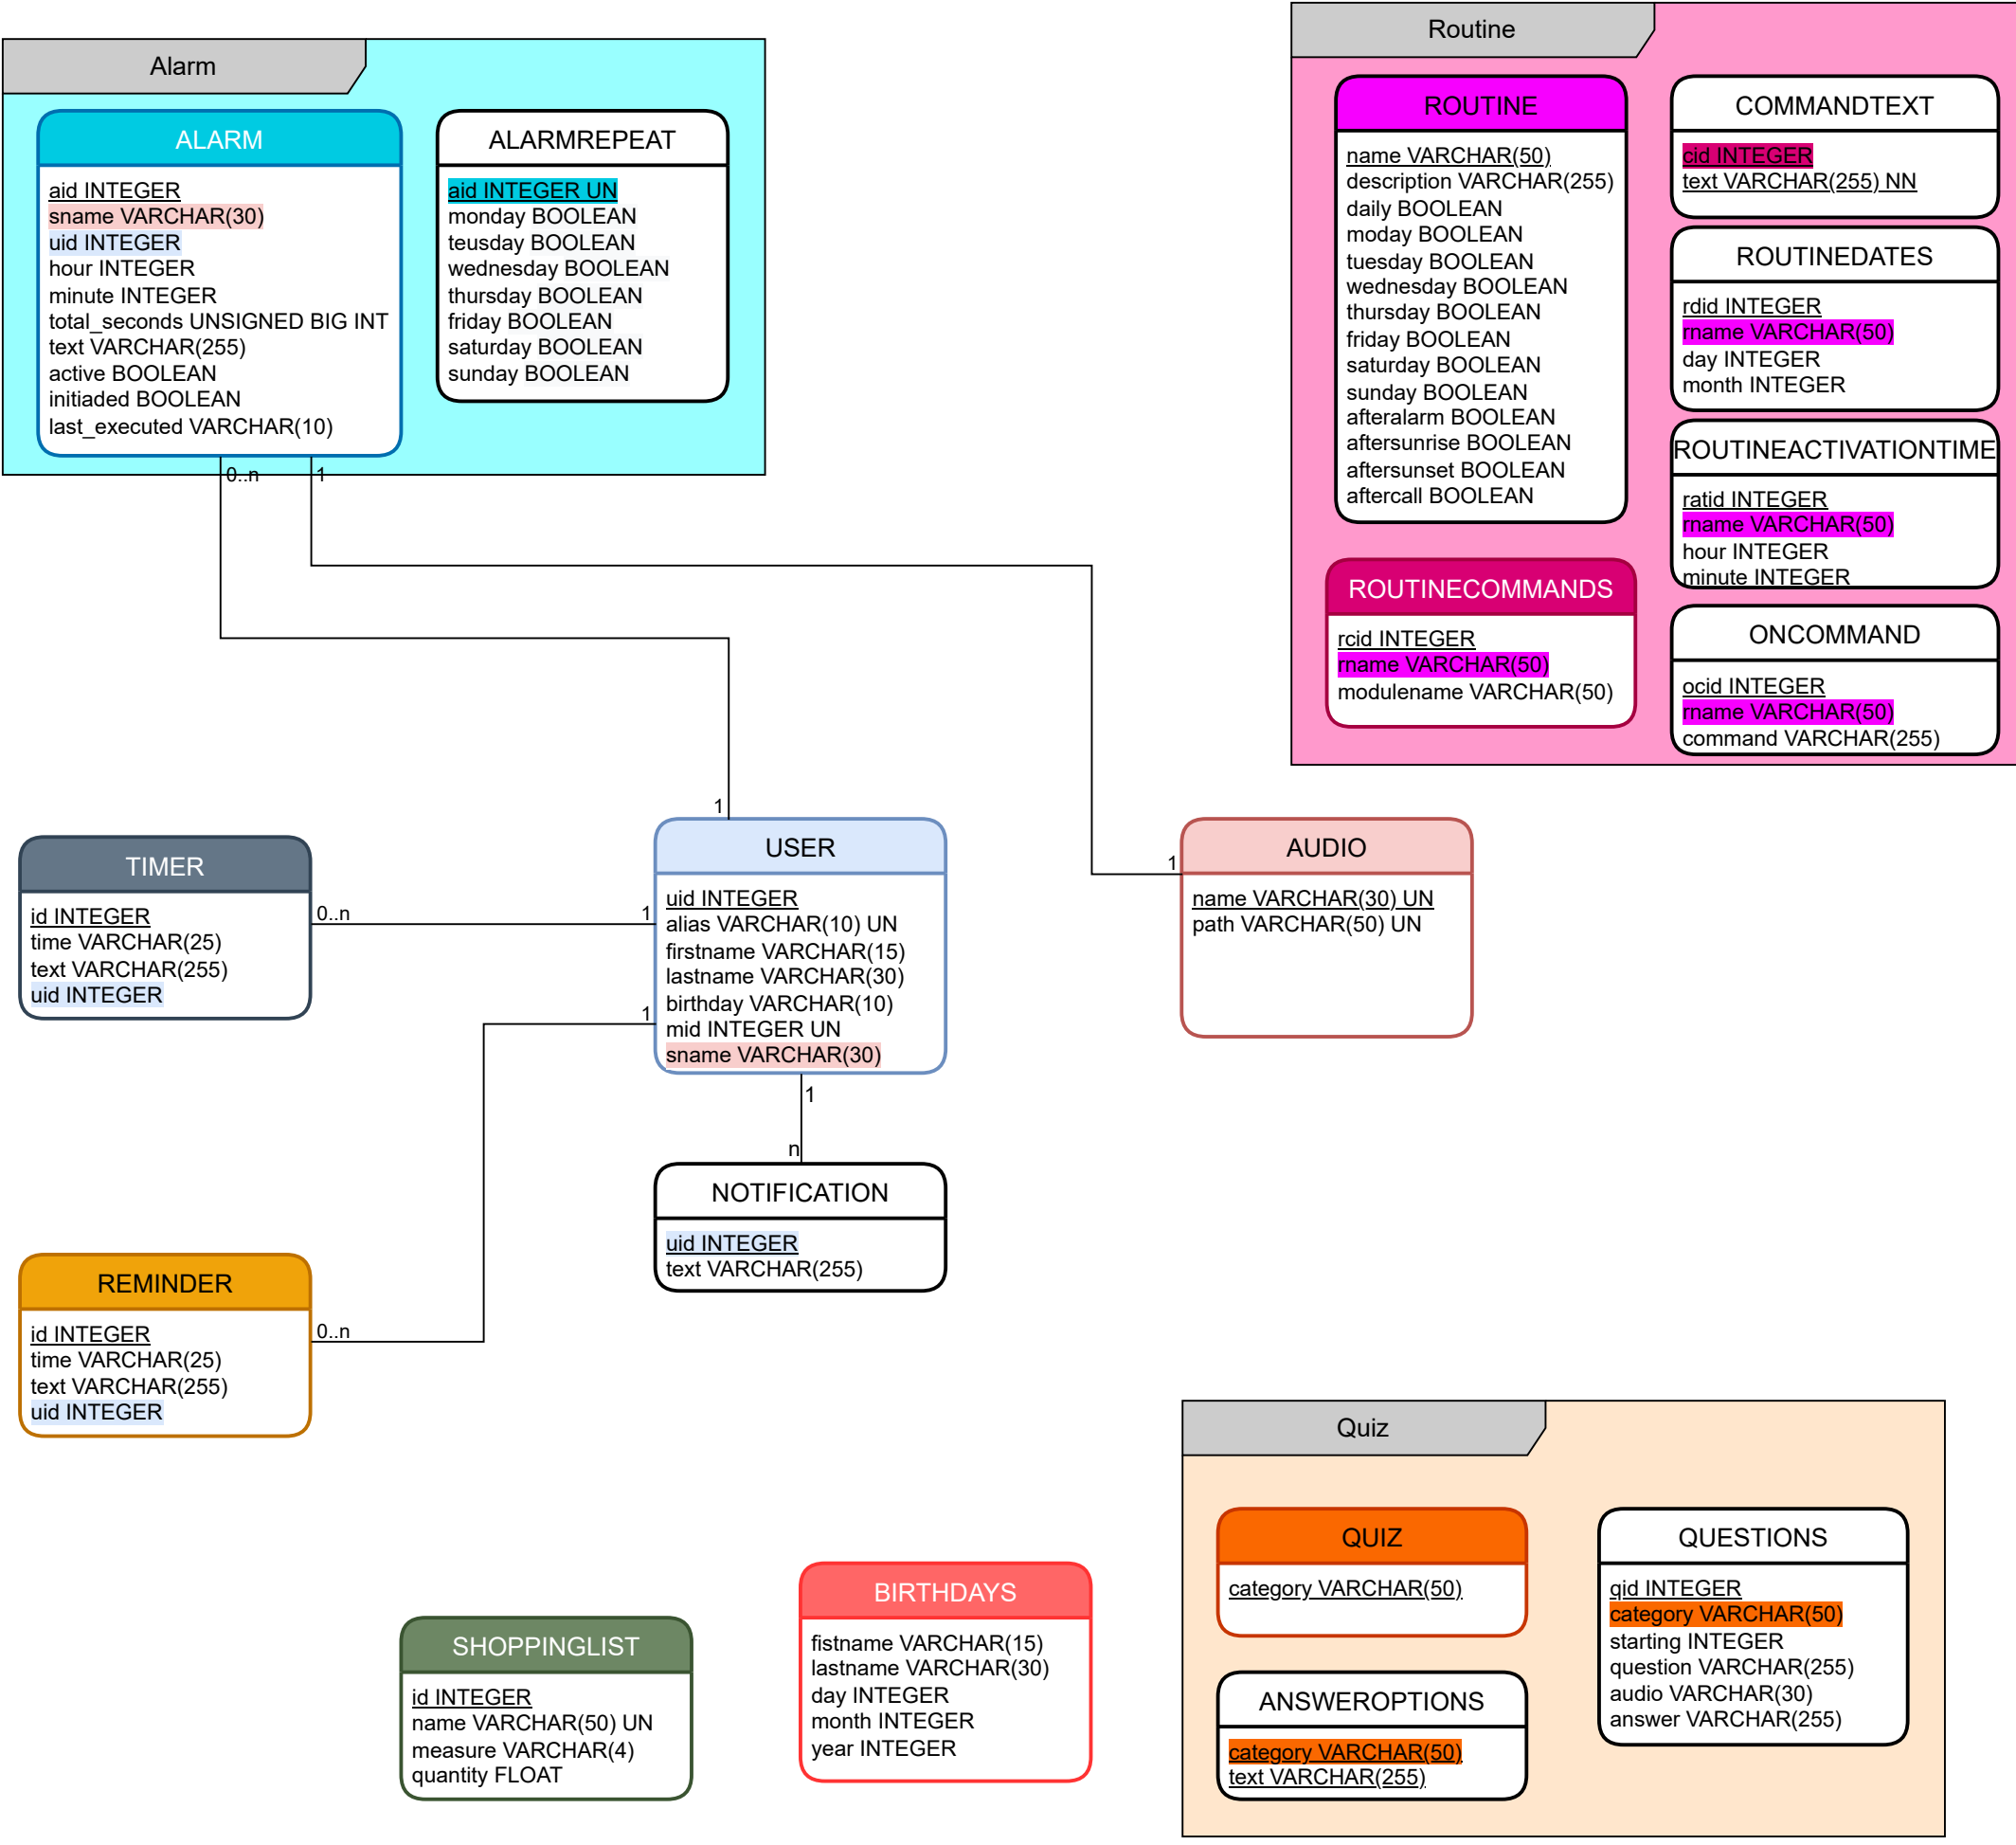 Alarm
ALARM
aid INTEGER
sname VARCHAR(30)
uid INTEGER
hour INTEGER
minute INTEGER
total_seconds UNSIGNED BIG INT
text VARCHAR(255)
active BOOLEAN
initiaded BOOLEAN
last_executed VARCHAR(10)
ALARMREPEAT
aid INTEGER UN
monday BOOLEAN
teusday BOOLEAN
wednesday BOOLEAN
thursday BOOLEAN
friday BOOLEAN
saturday BOOLEAN
sunday BOOLEAN
0..n
1
Routine
ROUTINE
name VARCHAR(50)
description VARCHAR(255)
daily BOOLEAN
moday BOOLEAN
tuesday BOOLEAN
wednesday BOOLEAN
thursday BOOLEAN
friday BOOLEAN
saturday BOOLEAN
sunday BOOLEAN
afteralarm BOOLEAN
aftersunrise BOOLEAN
aftersunset BOOLEAN
aftercall BOOLEAN
ROUTINECOMMANDS
rcid INTEGER
rname VARCHAR(50)
modulename VARCHAR(50)
COMMANDTEXT
cid INTEGER
text VARCHAR(255) NN
ROUTINEDATES
rdid INTEGER
rname VARCHAR(50)
day INTEGER
month INTEGER
ROUTINEACTIVATIONTIME
ratid INTEGER
rname VARCHAR(50)
hour INTEGER
minute INTEGER
ONCOMMAND
ocid INTEGER
rname VARCHAR(50)
command VARCHAR(255)
TIMER
id INTEGER
time VARCHAR(25)
text VARCHAR(255)
uid INTEGER
0..n
1
1
1
USER
uid INTEGER
alias VARCHAR(10) UN
firstname VARCHAR(15)
lastname VARCHAR(30)
birthday VARCHAR(10)
mid INTEGER UN
sname VARCHAR(30)
1
AUDIO
name VARCHAR(30) UN
path VARCHAR(50) UN
1
n
NOTIFICATION
uid INTEGER
text VARCHAR(255)
REMINDER
id INTEGER
time VARCHAR(25)
text VARCHAR(255)
uid INTEGER
0..n
SHOPPINGLIST
id INTEGER
name VARCHAR(50) UN
measure VARCHAR(4)
quantity FLOAT
BIRTHDAYS
fistname VARCHAR(15)
lastname VARCHAR(30)
day INTEGER
month INTEGER
year INTEGER
Quiz
QUIZ
category VARCHAR(50)
ANSWEROPTIONS
category VARCHAR(50)
text VARCHAR(255)
QUESTIONS
qid INTEGER
category VARCHAR(50)
starting INTEGER
question VARCHAR(255)
audio VARCHAR(30)
answer VARCHAR(255)